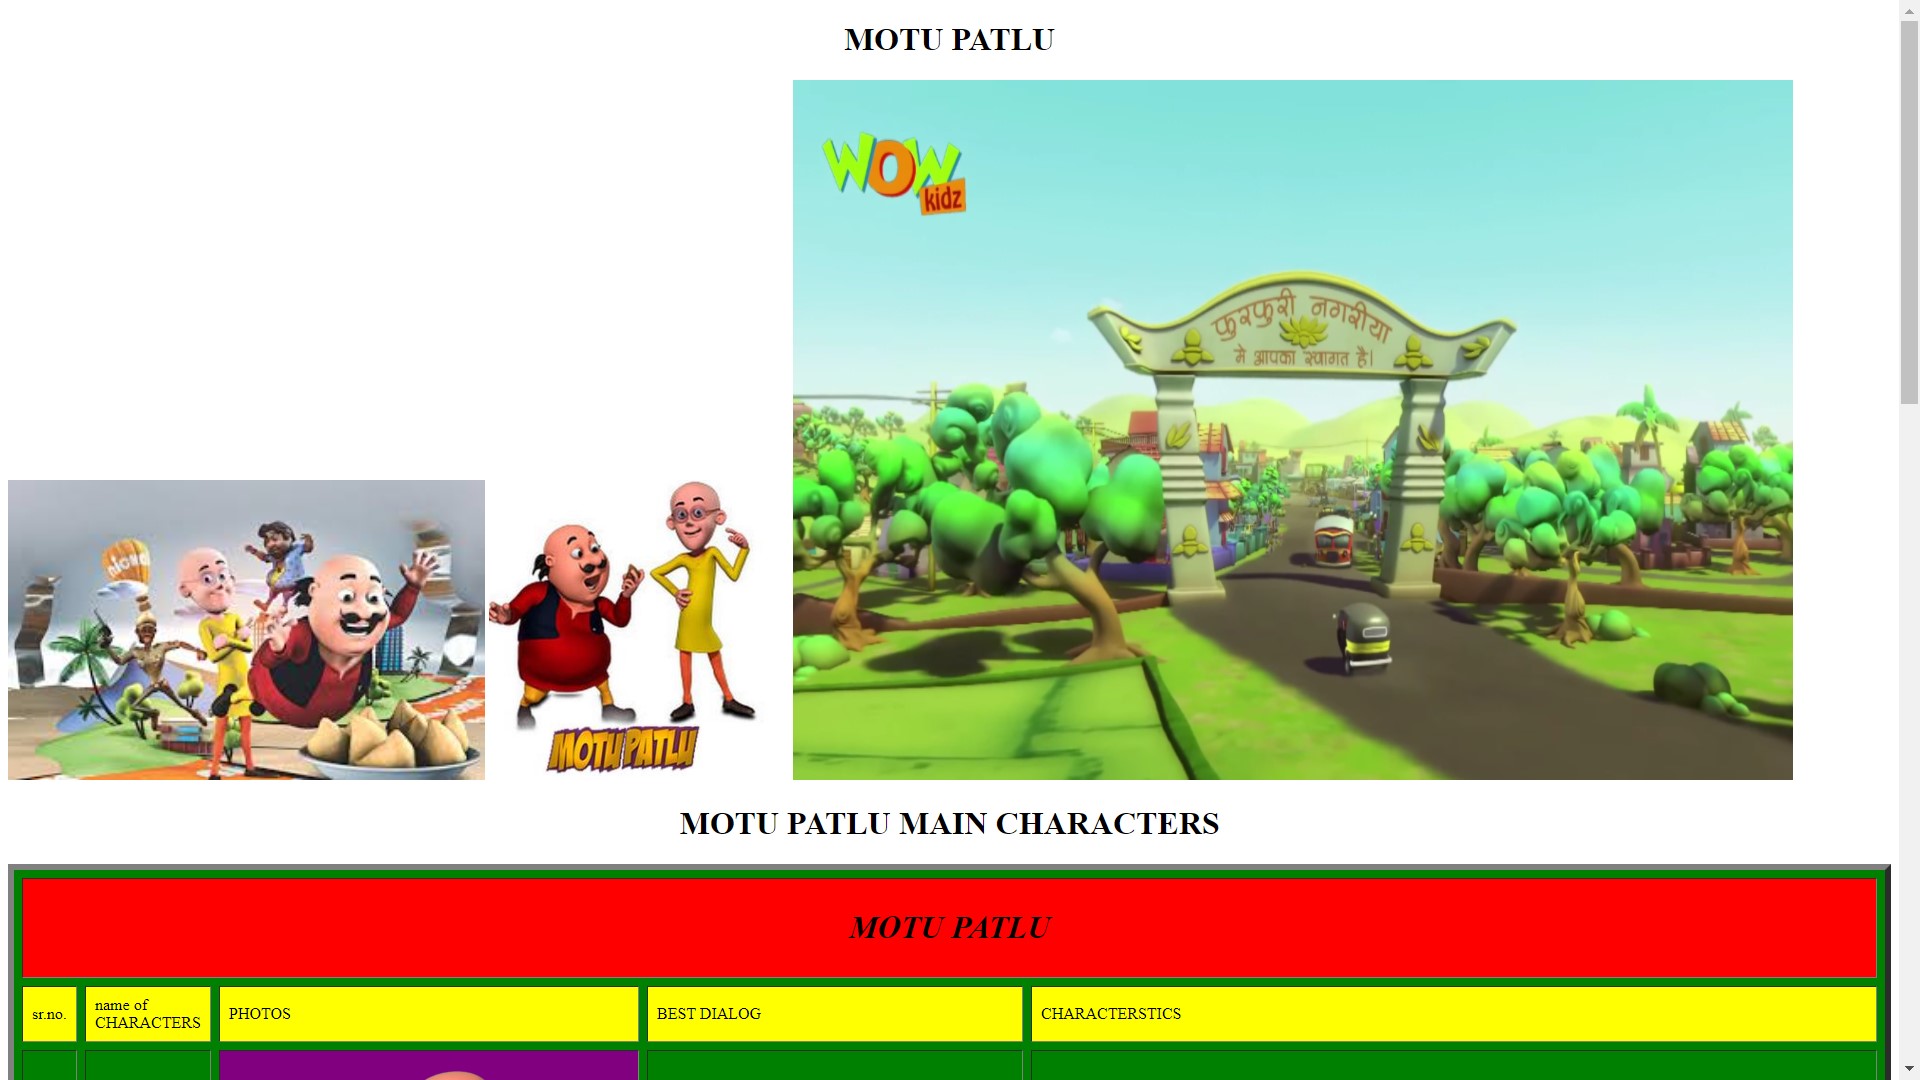 MOTU PATLU
WOW
kidz
फुरफुरी नगरीया
मे आपका स्वागत है।
MOTU PATLU
MOTU PATLU MAIN CHARACTERS
MOTU PATLU
sr.no.
name of
CHARACTERS
PHOTOS
BEST DIALOG
CHARACTERSTICS